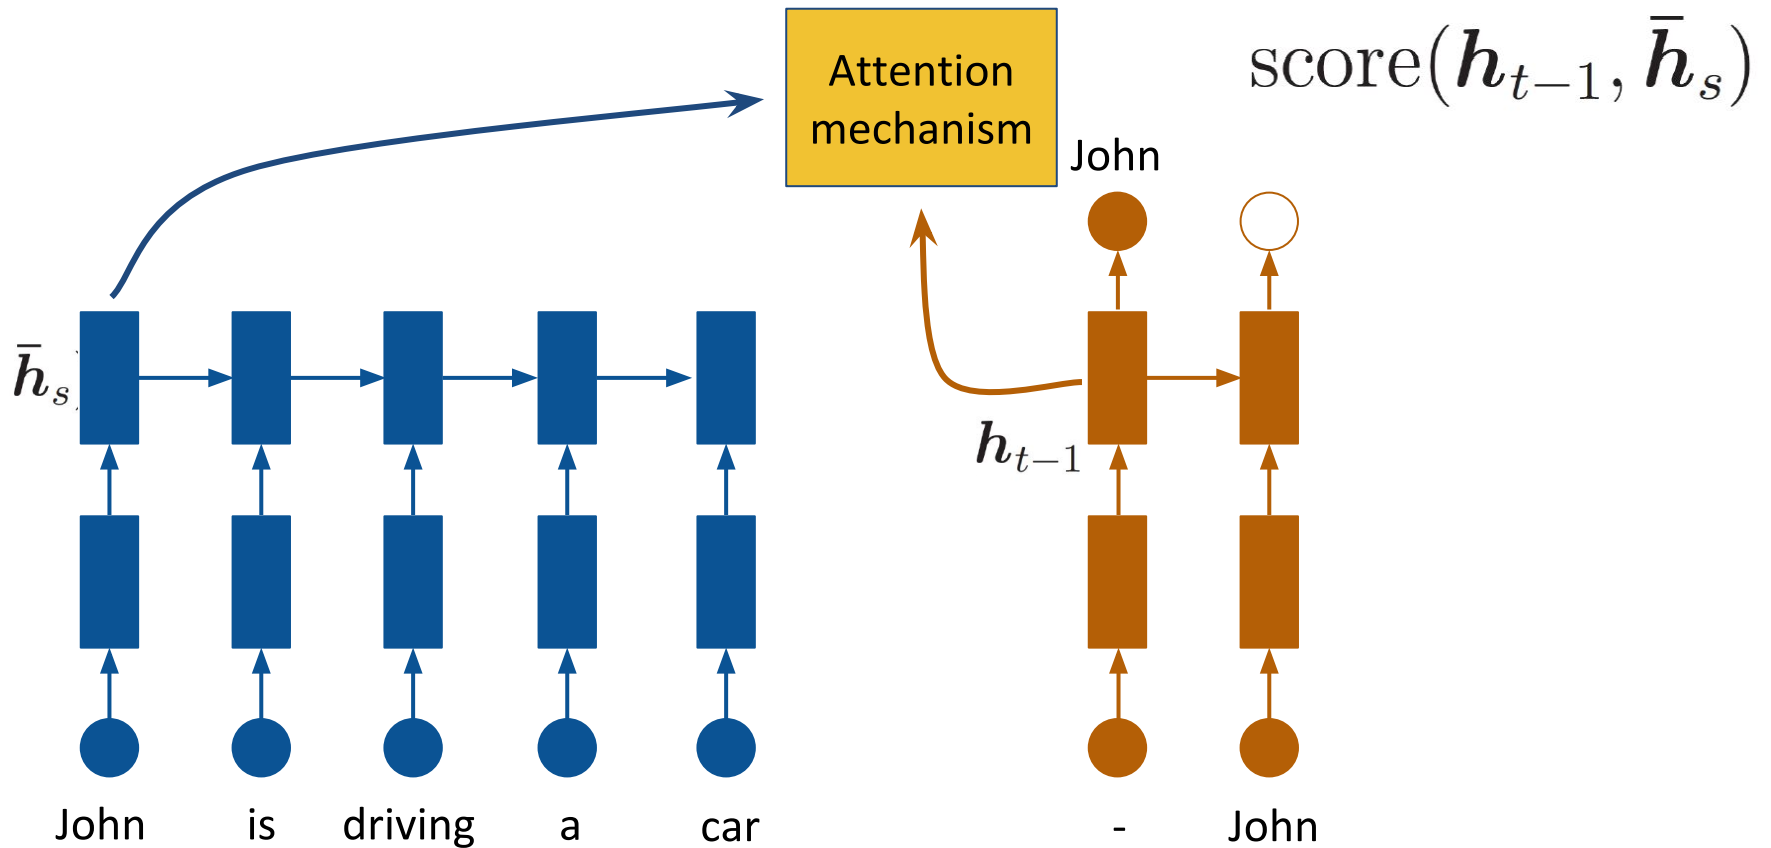 Attention
mechanism
score(h_{t−1}, h̄_s)
John
h̄_s
h_{t−1}
John is driving a car - John